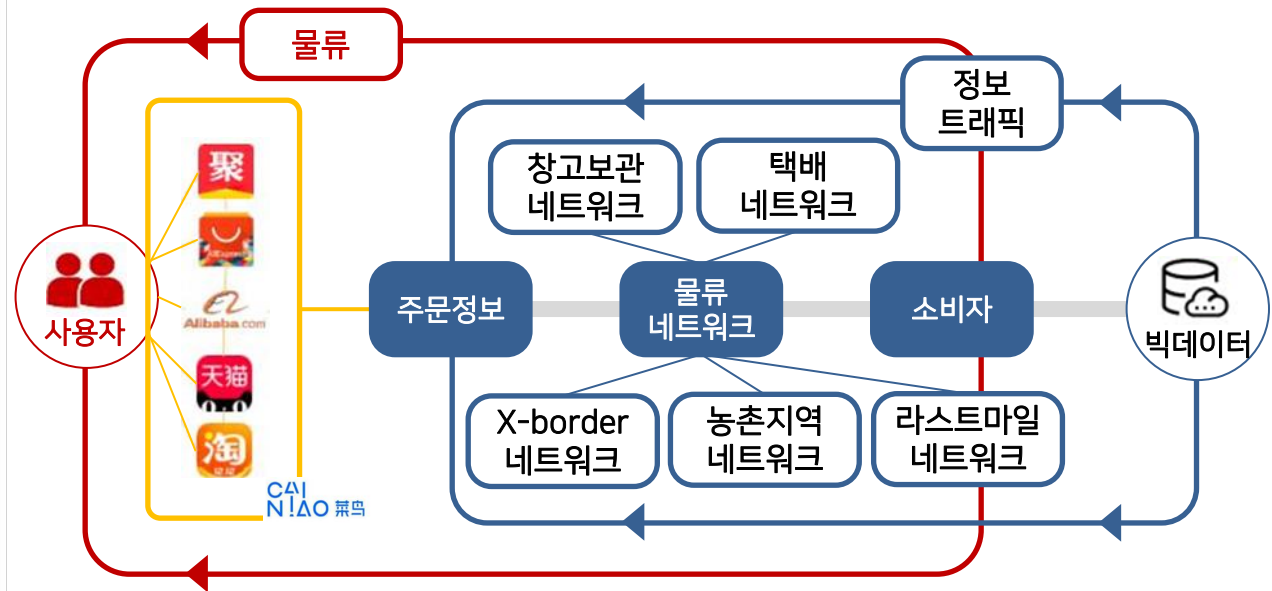 물류
정보
트래픽
창고보관
네트워크
택배
네트워크
聚
AliExpress
Alibaba.com
天猫
淘
사용자
주문정보
물류
네트워크
소비자
빅데이터
X-border
네트워크
농촌지역
네트워크
라스트마일
네트워크
CAI
NIAO 菜鸟